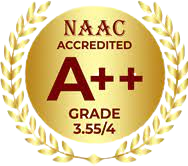 NAAC
ACCREDITED
A++
GRADE
3.55/4